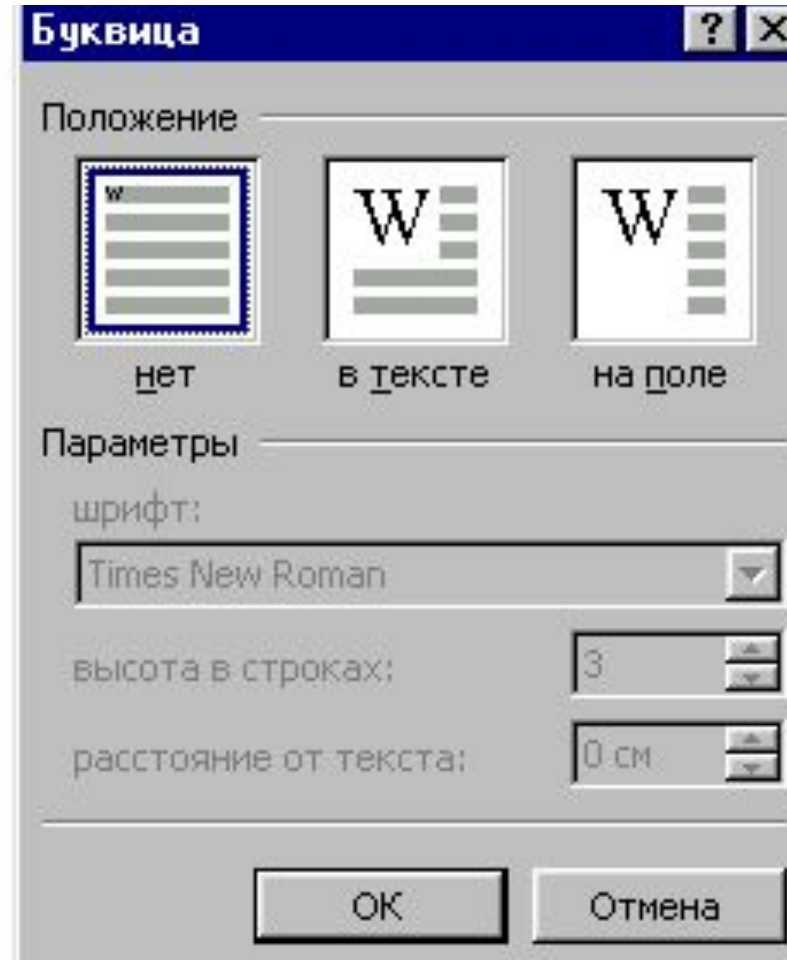 Буквица
Положение
w W W
нет в тексте на поле
Параметры
шрифт:
Times New Roman
высота в строках: 3
расстояние от текста: 0 см
ОК Отмена